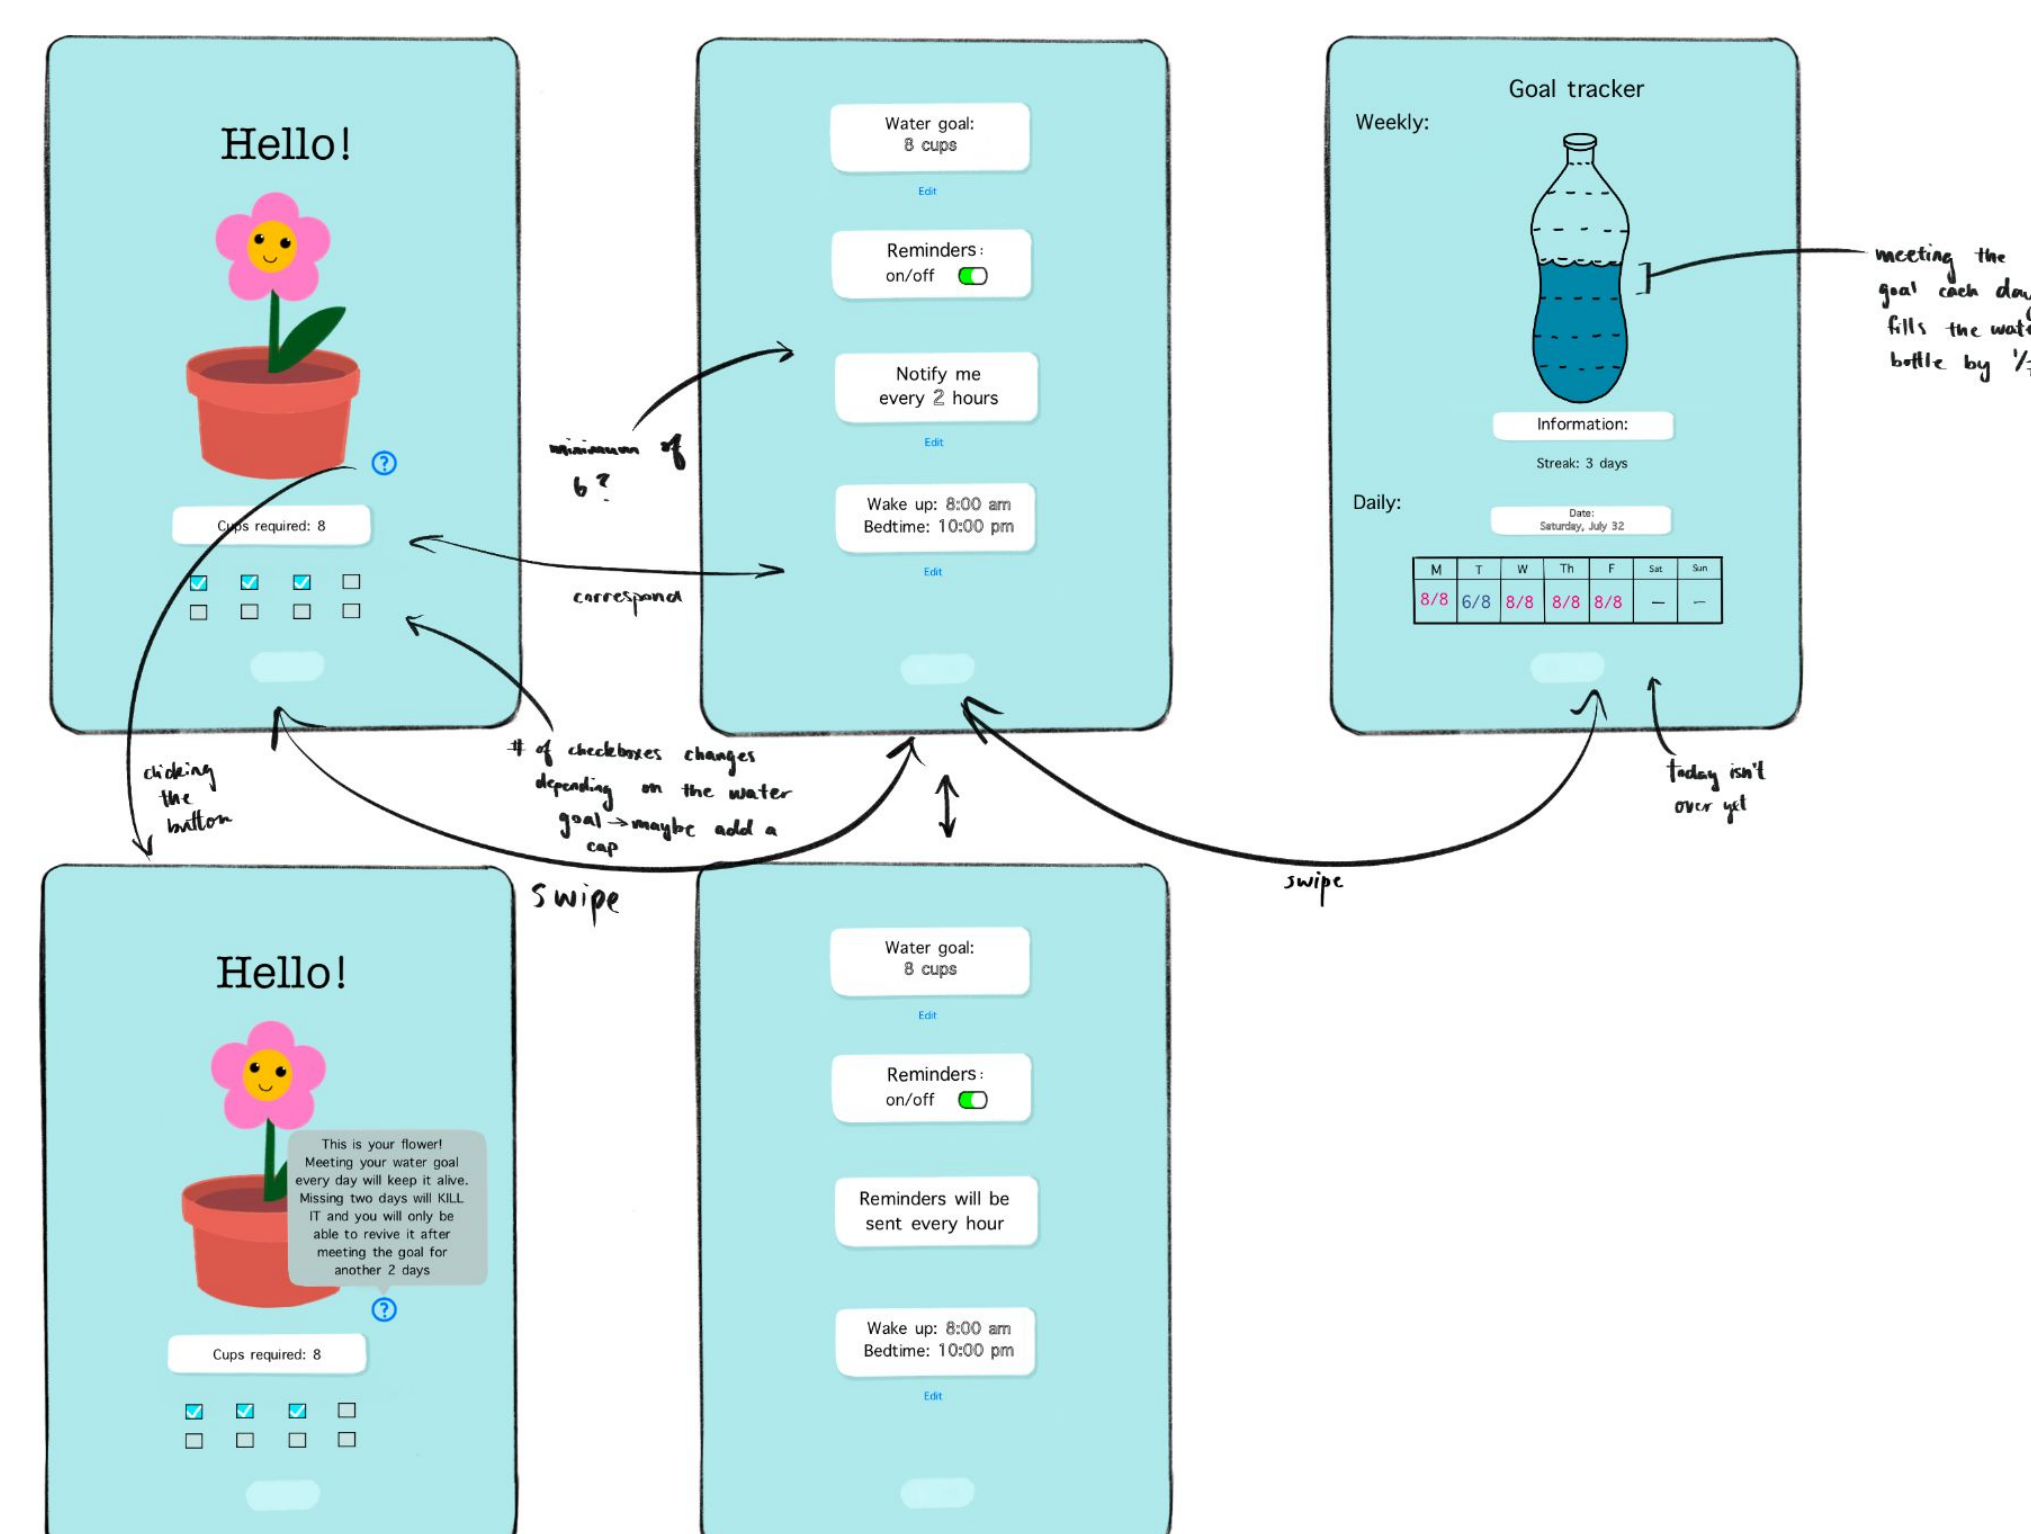 Hello!
?
Cups required: 8
Water goal:
8 cups
Edit
Reminders:
on/off
Notify me
every 2 hours
Edit
Wake up: 8:00 am
Bedtime: 10:00 pm
Edit
Goal tracker
Weekly:
Information:
Streak: 3 days
Daily:
Date:
Saturday, July 32
M T W Th F Sat Sun
8/8 6/8 8/8 8/8 8/8 — —
meeting the
goal each day
fills the
bottle by
minimum of
6?
correspond
# of checkboxes changes
depending on the water
goal → maybe add a
cap
clicking
the
button
swipe
swipe
today isn't
over yet
Hello!
This is your flower!
Meeting your water goal
every day will keep it alive.
Missing two days will KILL
IT and you will only be
able to revive it after
meeting the goal for
another 2 days
?
Cups required: 8
Water goal:
8 cups
Edit
Reminders:
on/off
Reminders will be
sent every hour
Wake up: 8:00 am
Bedtime: 10:00 pm
Edit